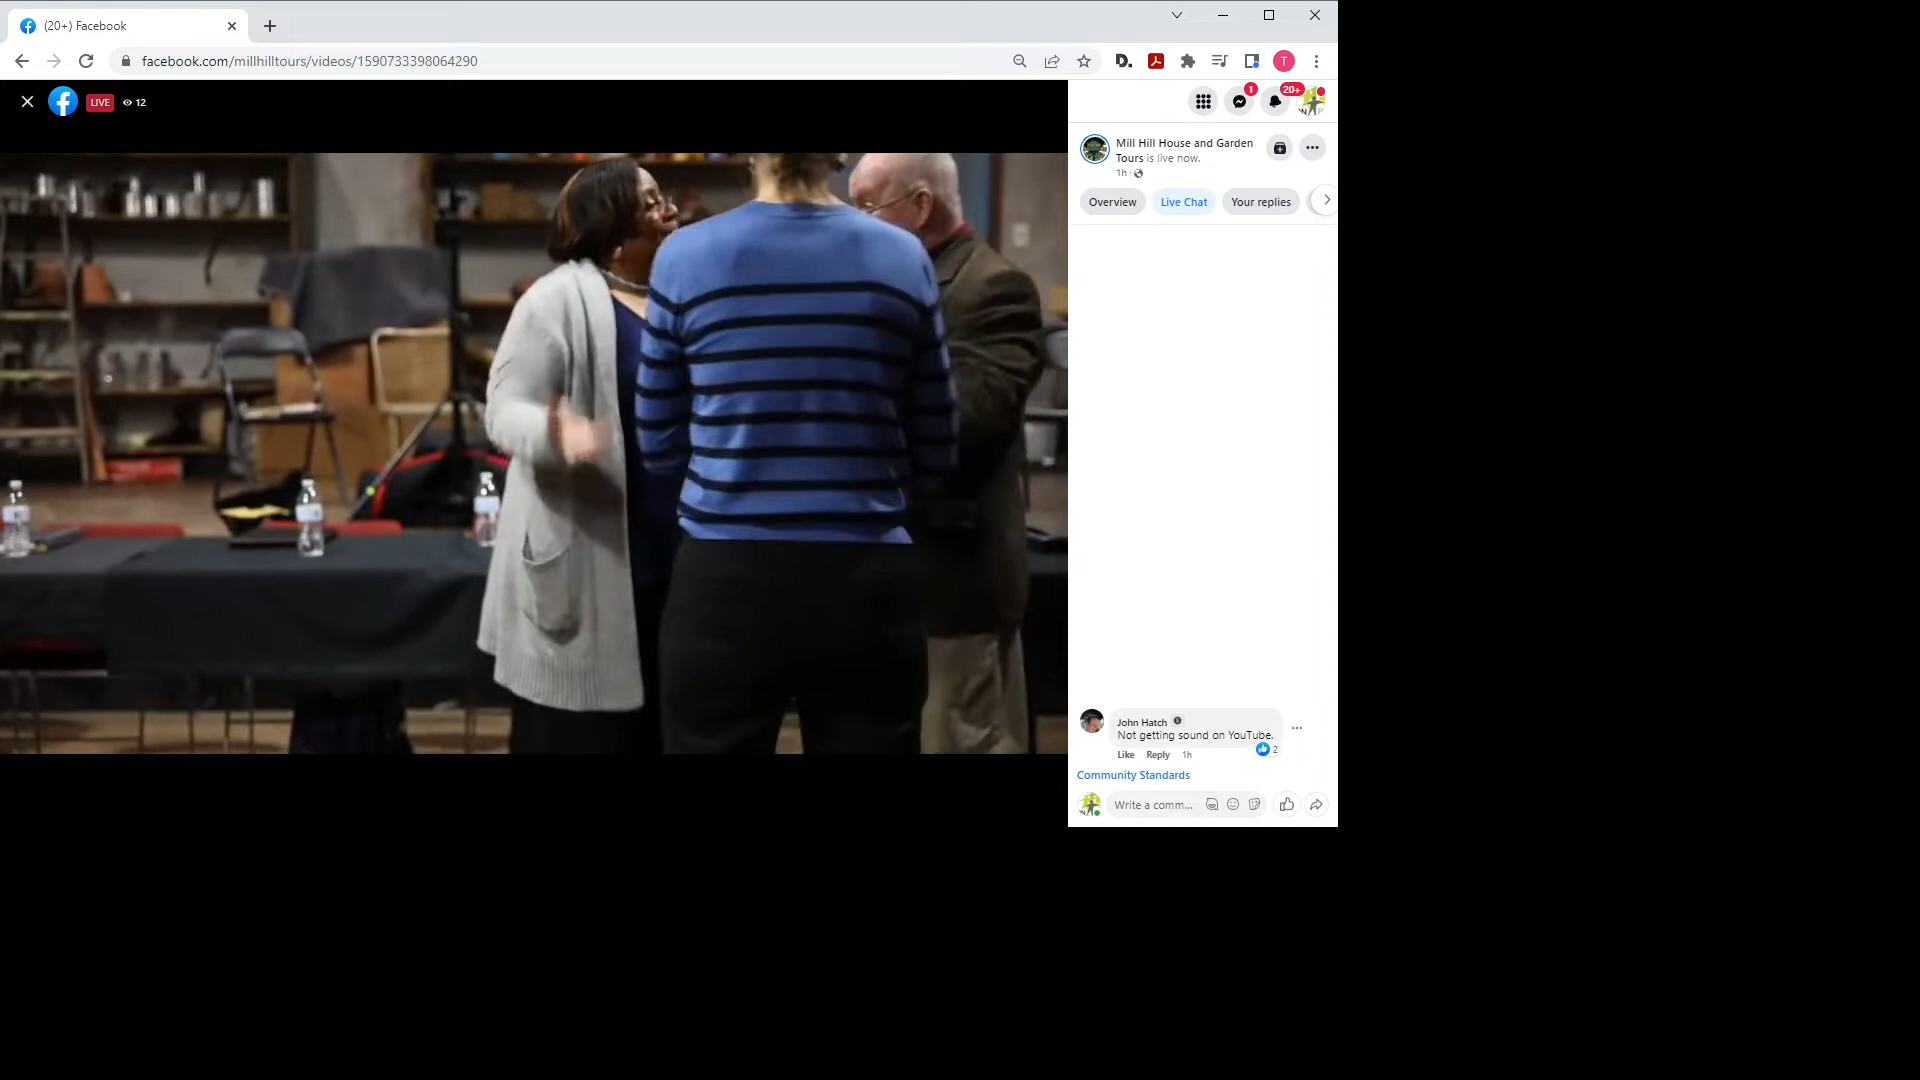 (20+) Facebook
facebook.com/millhilltours/videos/1590733398064290
T
LIVE 12
1
20+
Mill Hill House and Garden
Tours is live now.
1h ·
Overview
Live Chat
Your replies
John Hatch
Not getting sound on YouTube.
2
Like Reply 1h
Community Standards
Write a comm...